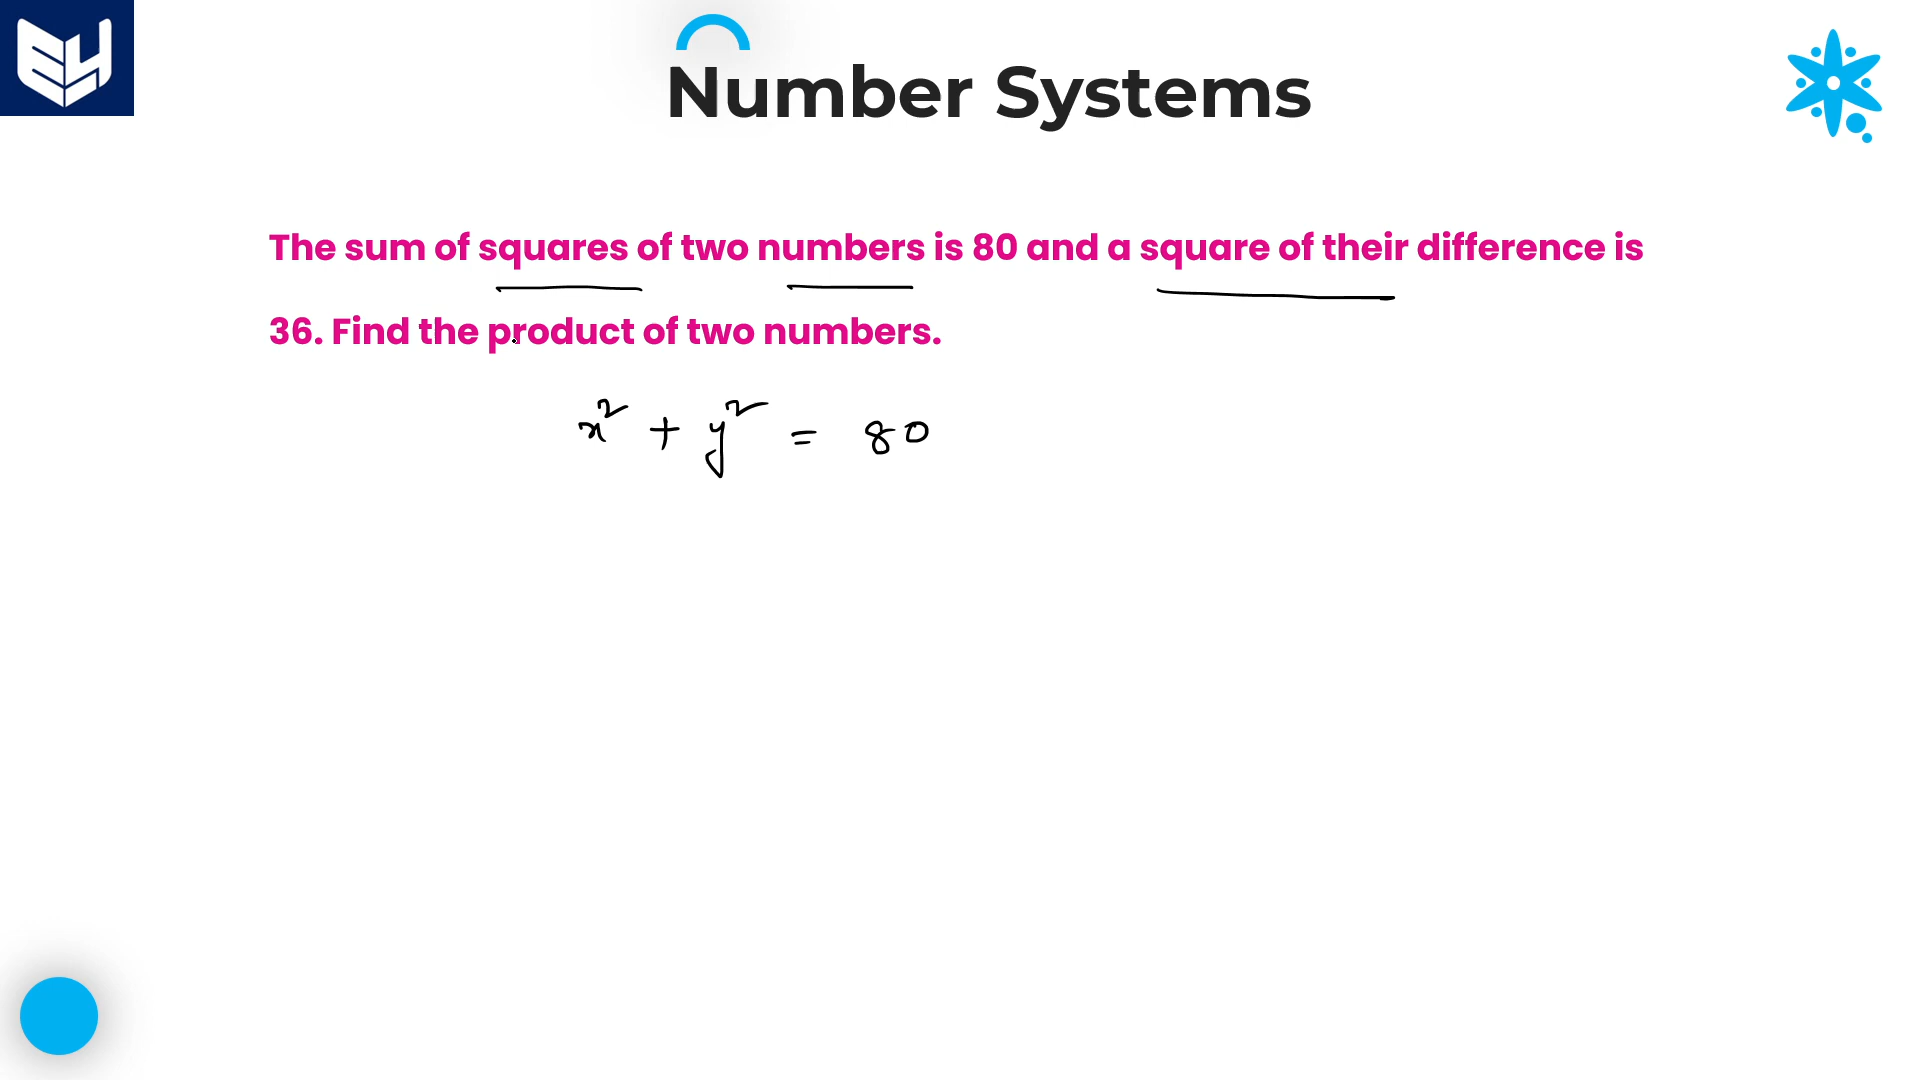 Number Systems
The sum of squares of two numbers is 80 and a square of their difference is
36. Find the product of two numbers.
x² + y² = 80